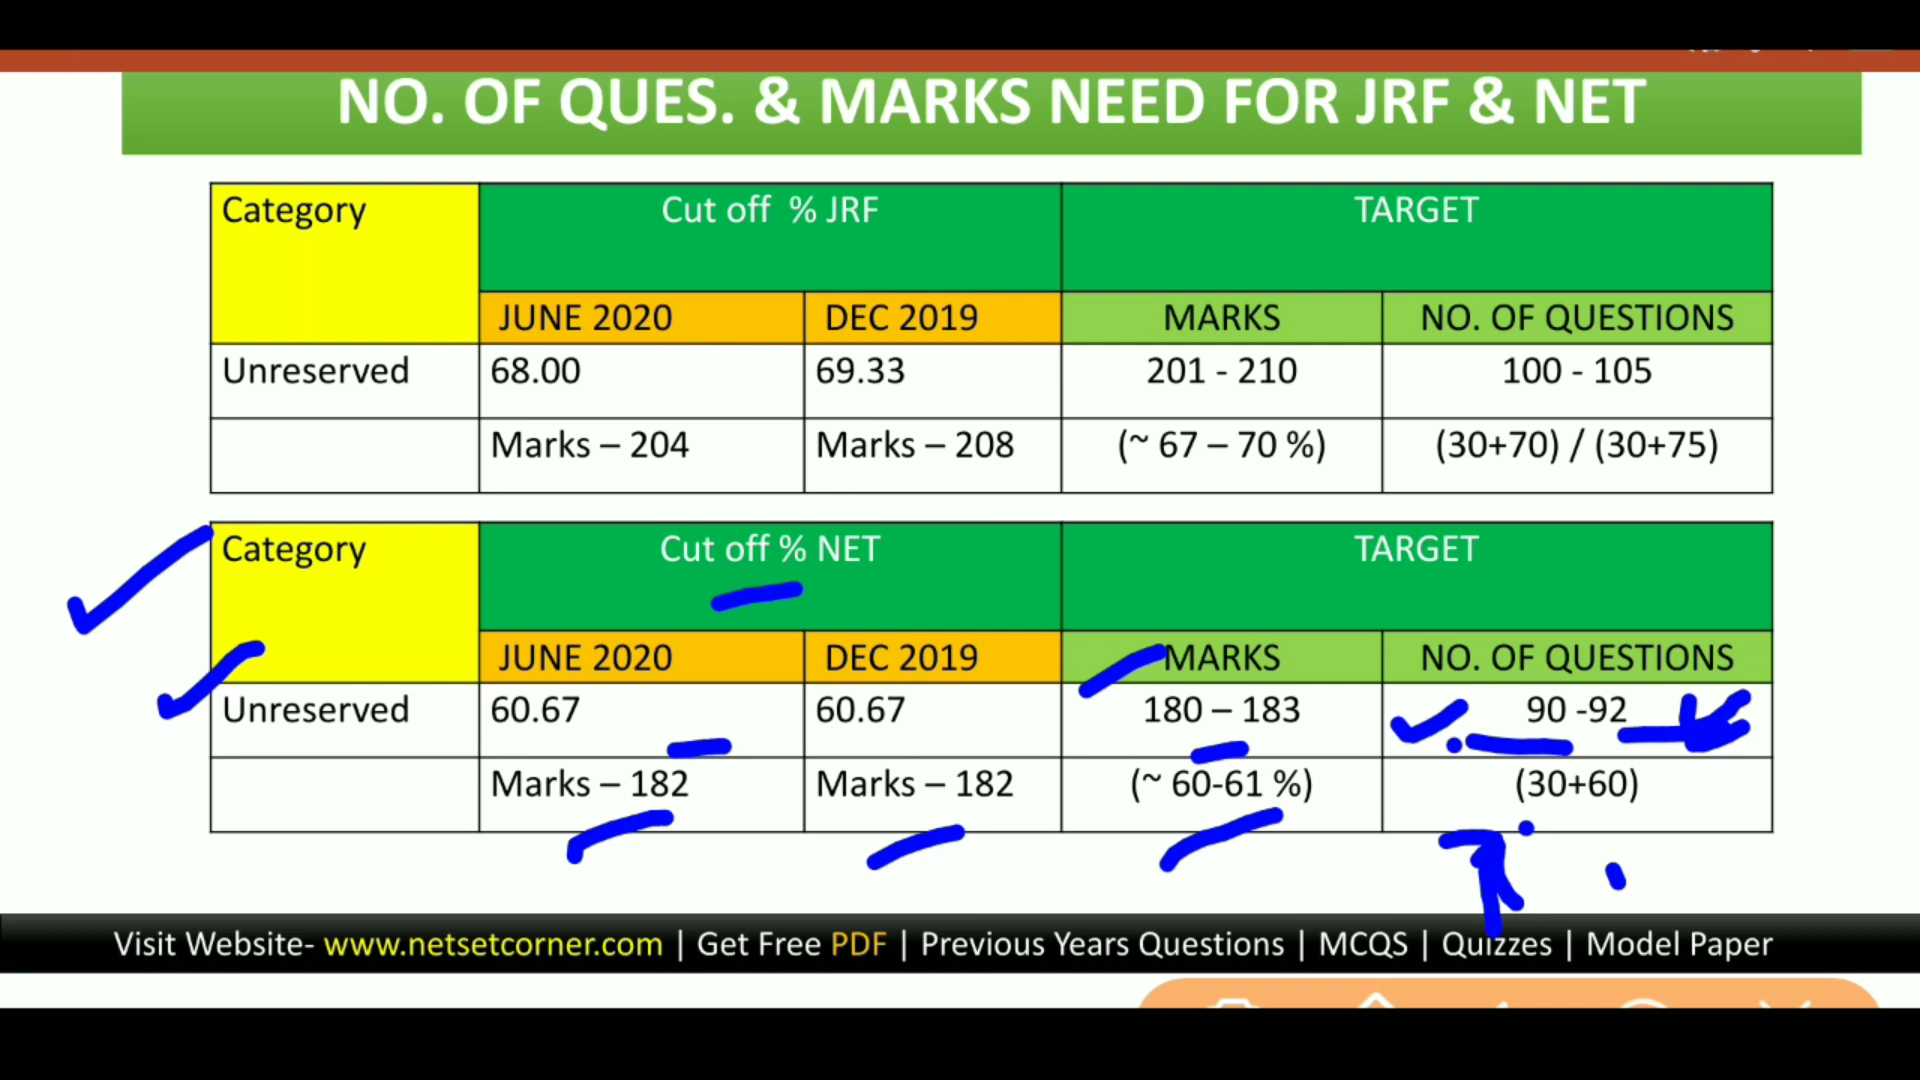 NO. OF QUES. & MARKS NEED FOR JRF & NET
Category Cut off % JRF TARGET
JUNE 2020 DEC 2019 MARKS NO. OF QUESTIONS
Unreserved 68.00 69.33 201 - 210 100 - 105
Marks – 204 Marks – 208 (~ 67 – 70 %) (30+70) / (30+75)
Category Cut off % NET TARGET
JUNE 2020 DEC 2019 MARKS NO. OF QUESTIONS
Unreserved 60.67 60.67 180 – 183 90 -92
Marks – 182 Marks – 182 (~ 60-61 %) (30+60)
Visit Website- www.netsetcorner.com | Get Free PDF | Previous Years Questions | MCQS | Quizzes | Model Paper